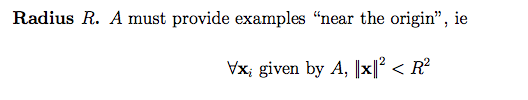 Radius R. A must provide examples “near the origin”, ie
∀xᵢ given by A, ‖x‖² < R²